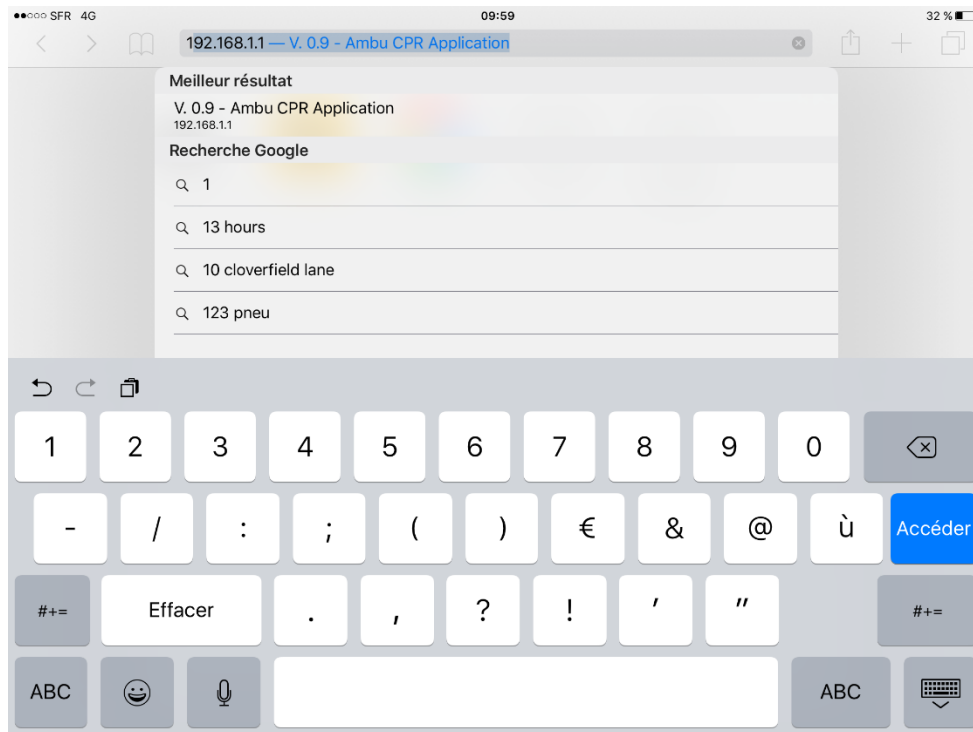 SFR 4G 09:59 32 %
192.168.1.1 — V. 0.9 - Ambu CPR Application
Meilleur résultat
V. 0.9 - Ambu CPR Application
192.168.1.1
Recherche Google
1
13 hours
10 cloverfield lane
123 pneu
1 2 3 4 5 6 7 8 9 0
- / : ; ( ) € & @ ù Accéder
#+= Effacer . , ? ! ' " #+=
ABC ABC